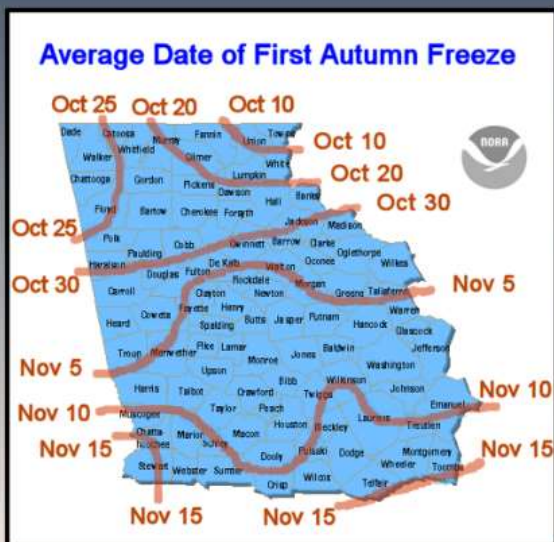 Average Date of First Autumn Freeze
Oct 25 Oct 20 Oct 10
Dade Catoosa Murray Fannin Union Towns
Walker Whitfield Gilmer White Oct 10
NOAA
Chattooga Gordon Pickens Lumpkin Oct 20
Dawson Hall Banks
Floyd Bartow Cherokee Forsyth Oct 30
Jackson Madison
Oct 25 Polk Cobb Gwinnett Barrow Clarke
Paulding Oglethorpe
Haralson De Kalb Walton Oconee Wilkes
Oct 30 Douglas Fulton Rockdale Morgan
Carroll Clayton Newton Greene Taliaferro Nov 5
Coweta Fayette Henry Warren
Heard Spalding Butts Jasper Putnam Hancock Glascock
Troup Meriwether Pike Lamar Baldwin Jefferson
Monroe Jones
Nov 5 Upson Washington
Harris Talbot Crawford Bibb Wilkinson Johnson Nov 10
Twiggs Emanuel
Nov 10 Muscogee Taylor Peach Laurens
Houston Bleckley Treutlen
Chatta
hoochee Marion Schley Macon Nov 15
Nov 15 Dooly Pulaski Dodge Montgomery
Stewart Webster Sumter Wheeler Toombs
Crisp Wilcox Telfair
Nov 15 Nov 15